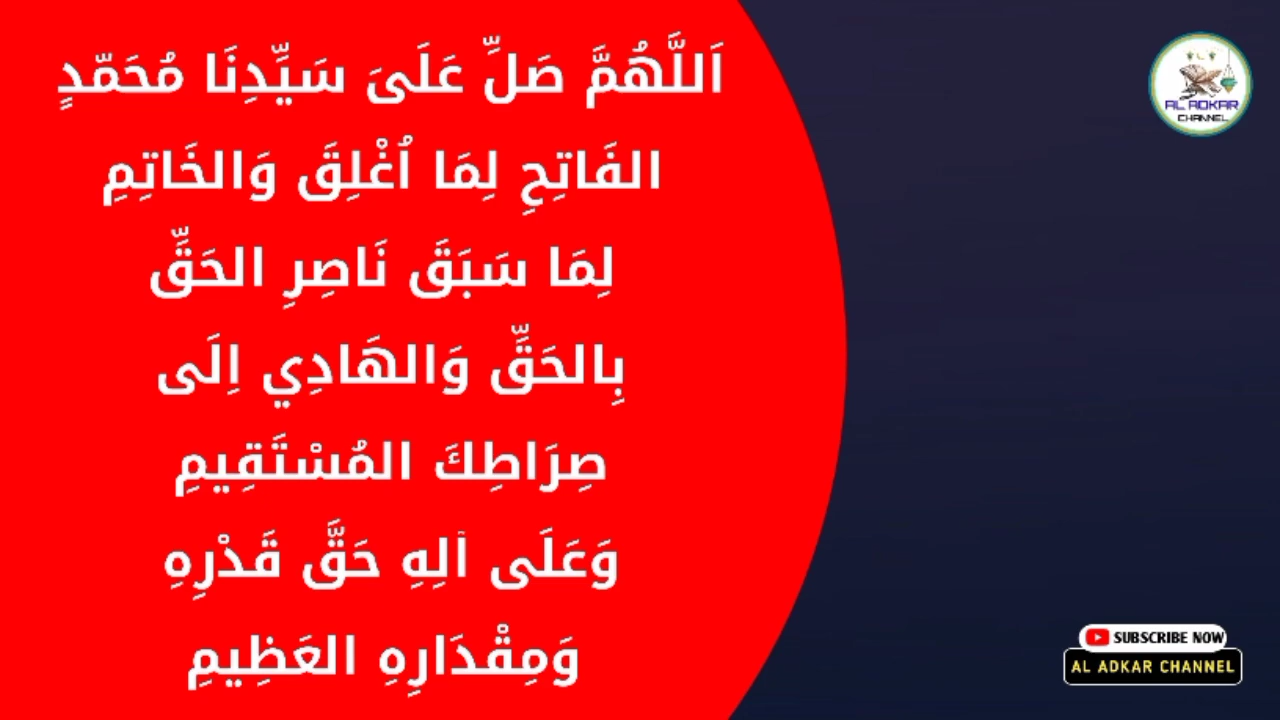 اَللَّهُمَّ صَلِّ عَلَىَ سَيِّدِنَا مُحَمّدٍ
الفَاتِحِ لِمَا اُغْلِقَ وَالخَاتِمِ
لِمَا سَبَقَ نَاصِرِ الحَقِّ
بِالحَقِّ وَالهَادِي اِلَى
صِرَاطِكَ المُسْتَقِيمِ
وَعَلَى اٰلِهِ حَقَّ قَدْرِهِ
وَمِقْدَارِهِ العَظِيمِ
AL ADKAR
CHANNEL
SUBSCRIBE NOW
AL ADKAR CHANNEL